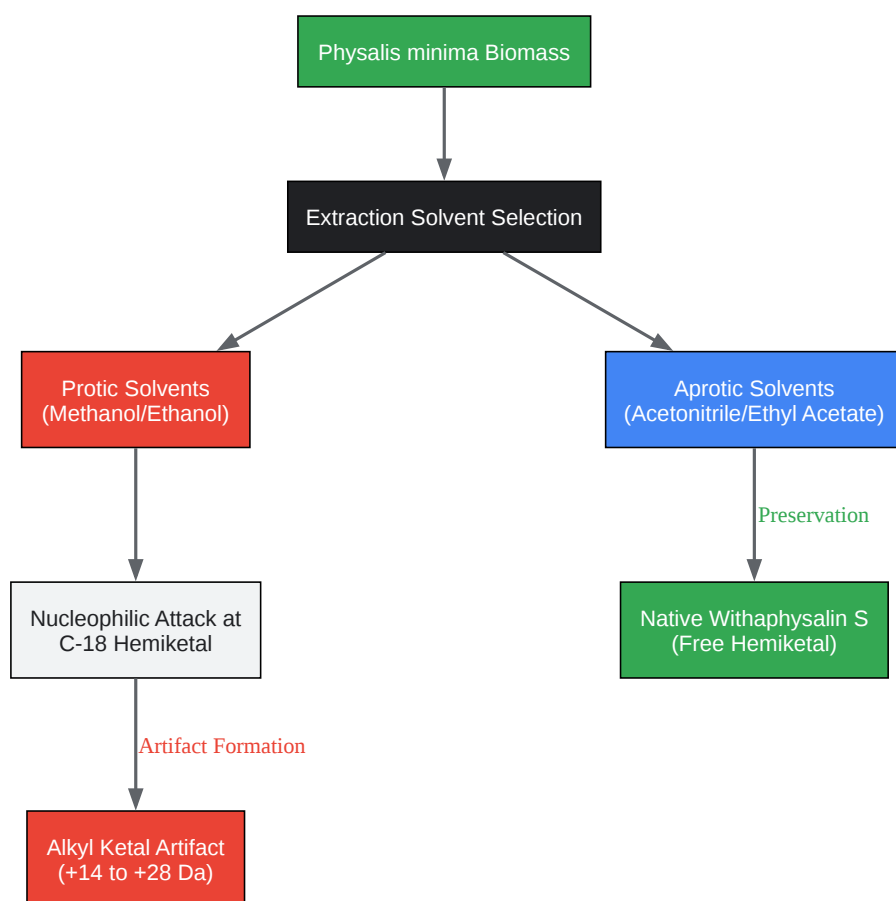 Physalis minima Biomass
Extraction Solvent Selection
Protic Solvents
(Methanol/Ethanol)
Aprotic Solvents
(Acetonitrile/Ethyl Acetate)
Preservation
Nucleophilic Attack at
C-18 Hemiketal
Native Withaphysalin S
(Free Hemiketal)
Artifact Formation
Alkyl Ketal Artifact
(+14 to +28 Da)